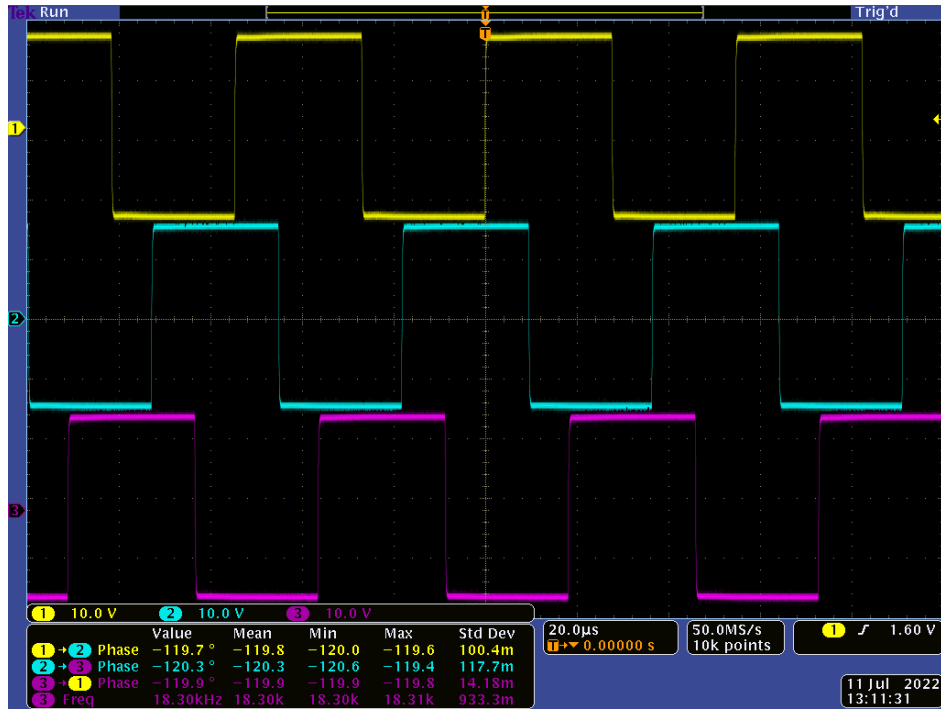 Tek Run Trig'd
T
T
1
2
3
1 10.0 V 2 10.0 V 3 10.0 V
Value Mean Min Max Std Dev
1 → 2 Phase −119.7 ° −119.8 −120.0 −119.6 100.4m
2 → 3 Phase −120.3 ° −120.3 −120.6 −119.4 117.7m
3 → 1 Phase −119.9 ° −119.9 −119.9 −119.8 14.18m
3 Freq 18.30kHz 18.30k 18.30k 18.31k 933.3m
20.0µs
T→▼ 0.00000 s
50.0MS/s
10k points
1 ƒ 1.60 V
11 Jul 2022
13:11:31